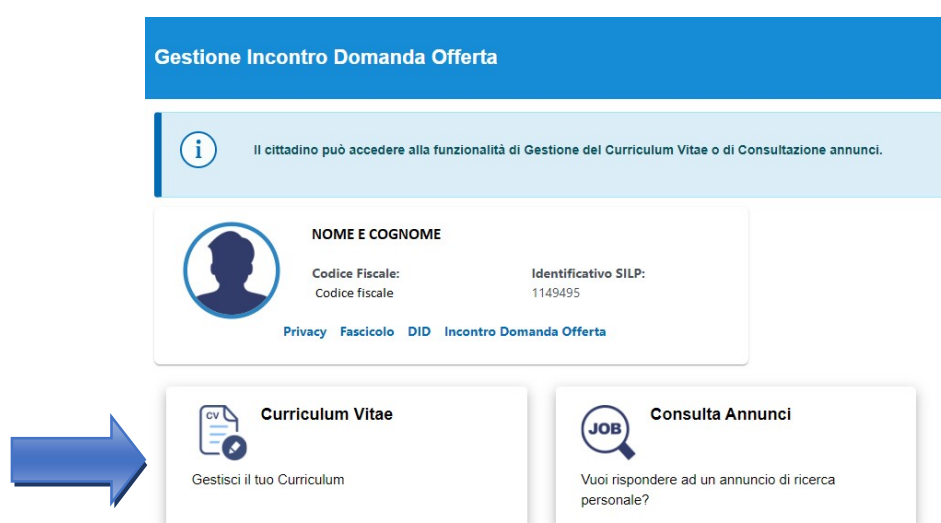 Gestione Incontro Domanda Offerta
i
Il cittadino può accedere alla funzionalità di Gestione del Curriculum Vitae o di Consultazione annunci.
NOME E COGNOME
Codice Fiscale: Identificativo SILP:
Codice fiscale 1149495
Privacy Fascicolo DID Incontro Domanda Offerta
CV Curriculum Vitae
Gestisci il tuo Curriculum
JOB Consulta Annunci
Vuoi rispondere ad un annuncio di ricerca
personale?